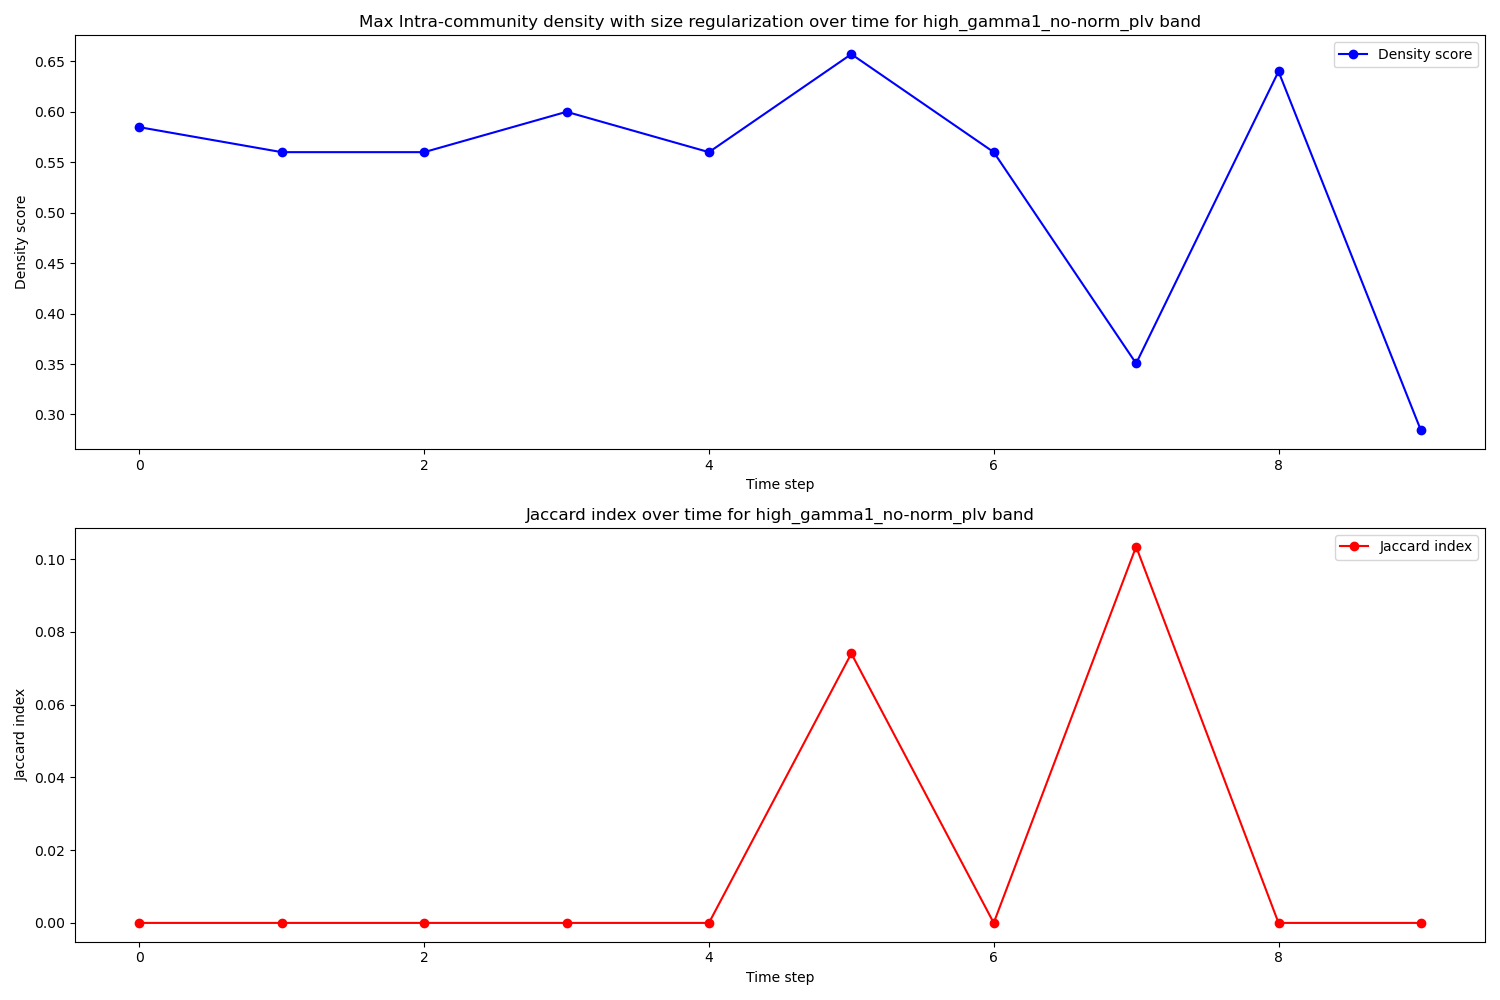 Max Intra-community density with size regularization over time for high_gamma1_no-norm_plv band
Density score
0.65
0.60
0.55
0.50
0.45
0.40
0.35
0.30
Density score
0 2 4 6 8
Time step
Jaccard index over time for high_gamma1_no-norm_plv band
Jaccard index
0.10
0.08
0.06
0.04
0.02
0.00
Jaccard index
0 2 4 6 8
Time step